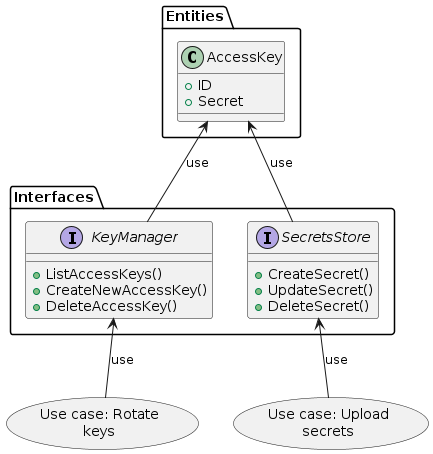 Entities
C AccessKey
ID
Secret
use
use
Interfaces
I KeyManager
ListAccessKeys()
CreateNewAccessKey()
DeleteAccessKey()
I SecretsStore
CreateSecret()
UpdateSecret()
DeleteSecret()
use
use
Use case: Rotate
keys
Use case: Upload
secrets